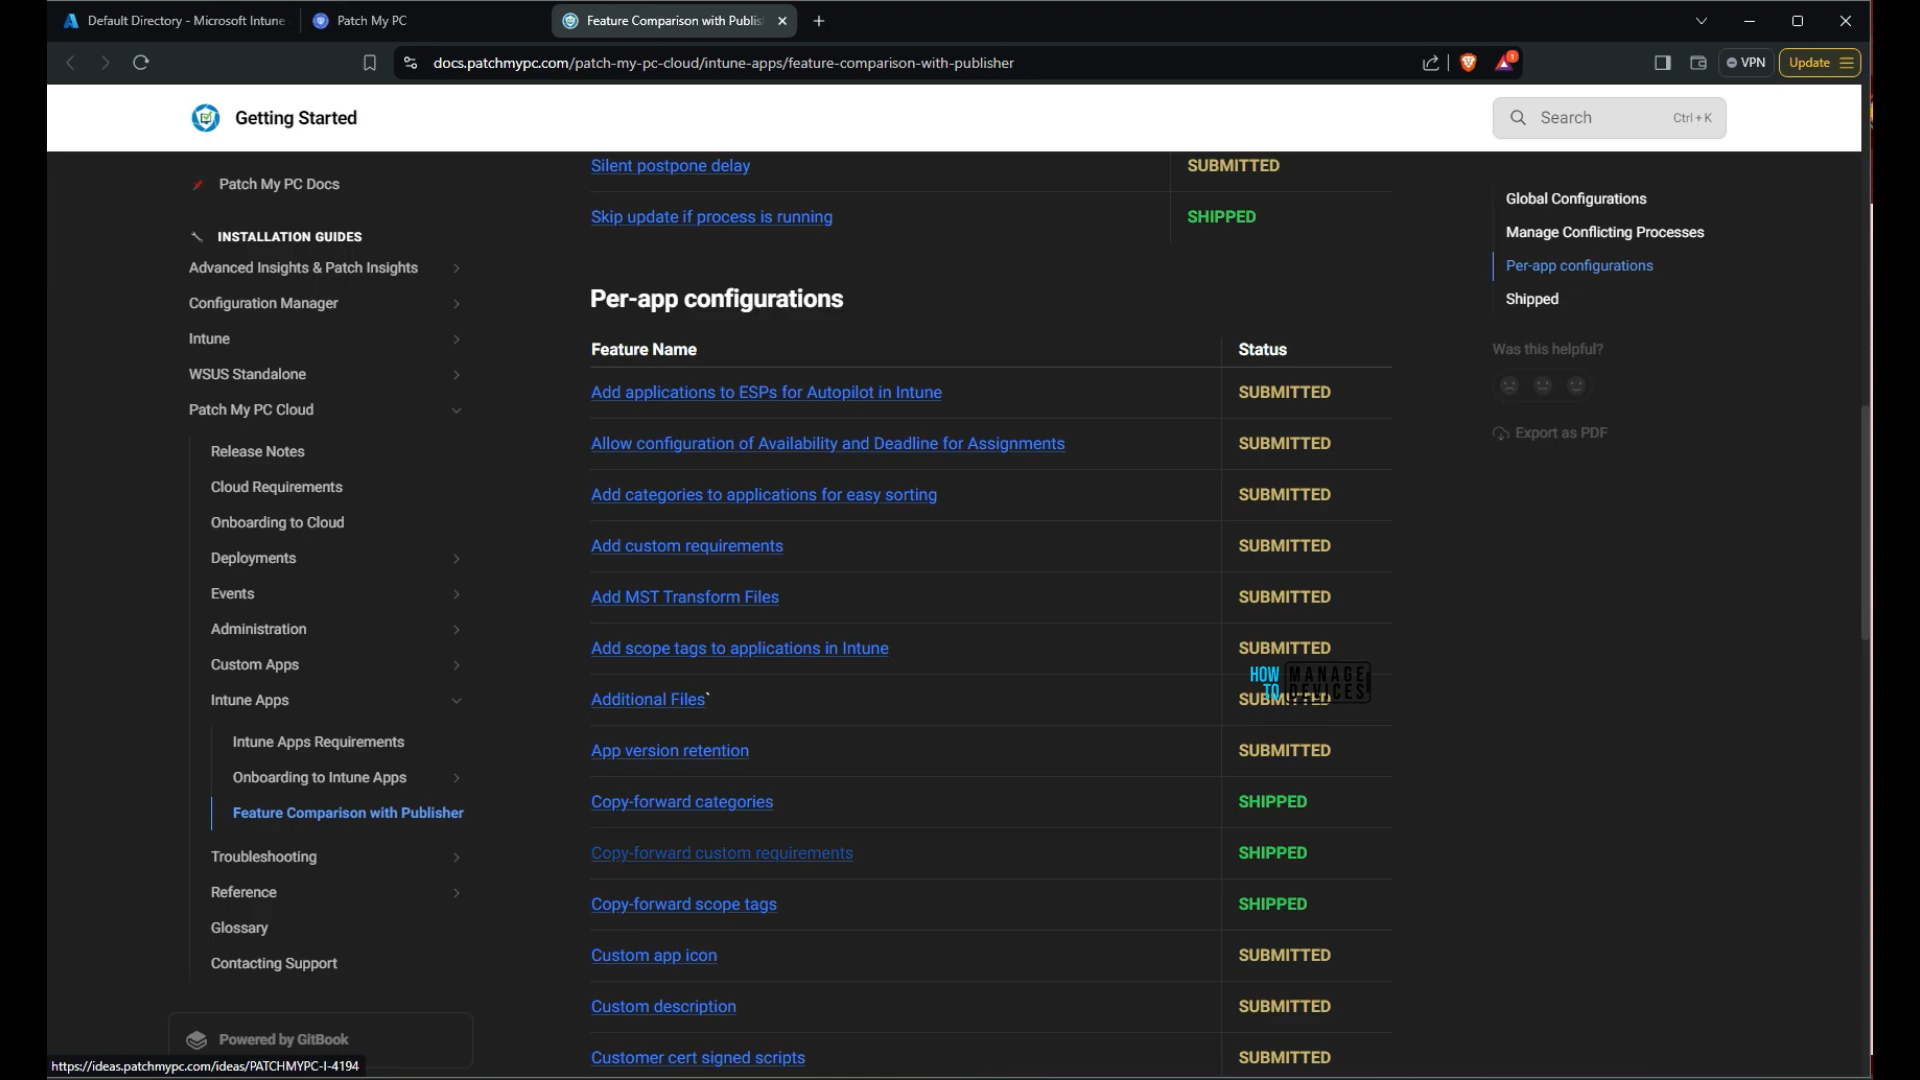 Default Directory - Microsoft Intune
Patch My PC
Feature Comparison with Publis
docs.patchmypc.com/patch-my-pc-cloud/intune-apps/feature-comparison-with-publisher
1
VPN
Update
Getting Started
Search
Ctrl + K
Patch My PC Docs
INSTALLATION GUIDES
Advanced Insights & Patch Insights
Configuration Manager
Intune
WSUS Standalone
Patch My PC Cloud
Release Notes
Cloud Requirements
Onboarding to Cloud
Deployments
Events
Administration
Custom Apps
Intune Apps
Intune Apps Requirements
Onboarding to Intune Apps
Feature Comparison with Publisher
Troubleshooting
Reference
Glossary
Contacting Support
Powered by GitBook
https://ideas.patchmypc.com/ideas/PATCHMYPC-I-4194
Silent postpone delay SUBMITTED
Skip update if process is running SHIPPED
Per-app configurations
Feature Name Status
Add applications to ESPs for Autopilot in Intune SUBMITTED
Allow configuration of Availability and Deadline for Assignments SUBMITTED
Add categories to applications for easy sorting SUBMITTED
Add custom requirements SUBMITTED
Add MST Transform Files SUBMITTED
Add scope tags to applications in Intune SUBMITTED
HOW TO MANAGE DEVICES
Additional Files` SUBMITTED
App version retention SUBMITTED
Copy-forward categories SHIPPED
Copy-forward custom requirements SHIPPED
Copy-forward scope tags SHIPPED
Custom app icon SUBMITTED
Custom description SUBMITTED
Customer cert signed scripts SUBMITTED
Global Configurations
Manage Conflicting Processes
Per-app configurations
Shipped
Was this helpful?
Export as PDF